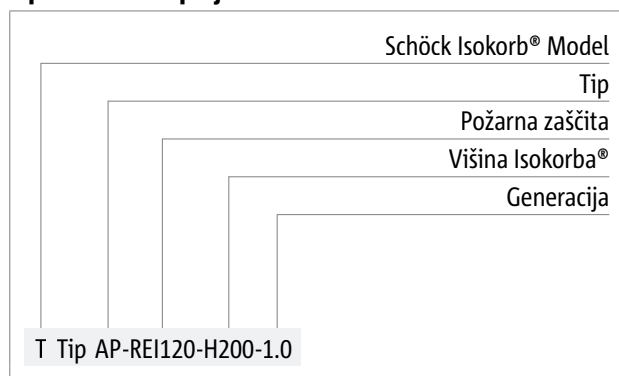 Schöck Isokorb® Model
Tip
Požarna zaščita
Višina Isokorba®
Generacija
T Tip AP-REI120-H200-1.0